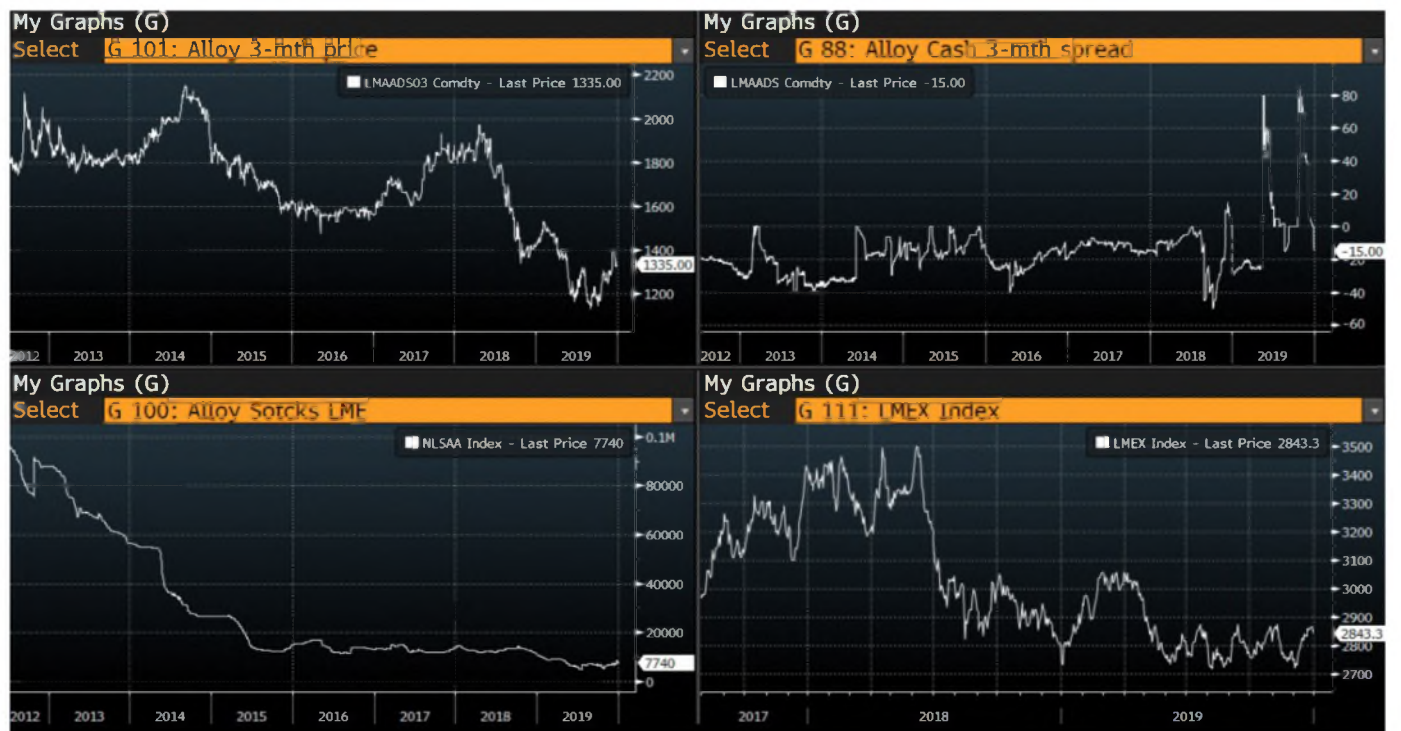 My Graphs (G)
Select G 101: Alloy 3-mth price
LMAADS03 Comdty - Last Price 1335.00
2200
2000
1800
1600
1400
1335.00
1200
2012 2013 2014 2015 2016 2017 2018 2019
My Graphs (G)
Select G 88: Alloy Cash 3-mth spread
LMAADS Comdty - Last Price -15.00
80
60
40
20
0
-15.00
-20
-40
-60
2012 2013 2014 2015 2016 2017 2018 2019
My Graphs (G)
Select G 100: Alloy Sotcks LME
NLSAA Index - Last Price 7740
0.1M
80000
60000
40000
20000
7740
0
2012 2013 2014 2015 2016 2017 2018 2019
My Graphs (G)
Select G 111: LMEX Index
LMEX Index - Last Price 2843.3
3500
3400
3300
3200
3100
3000
2900
2843.3
2800
2700
2017 2018 2019